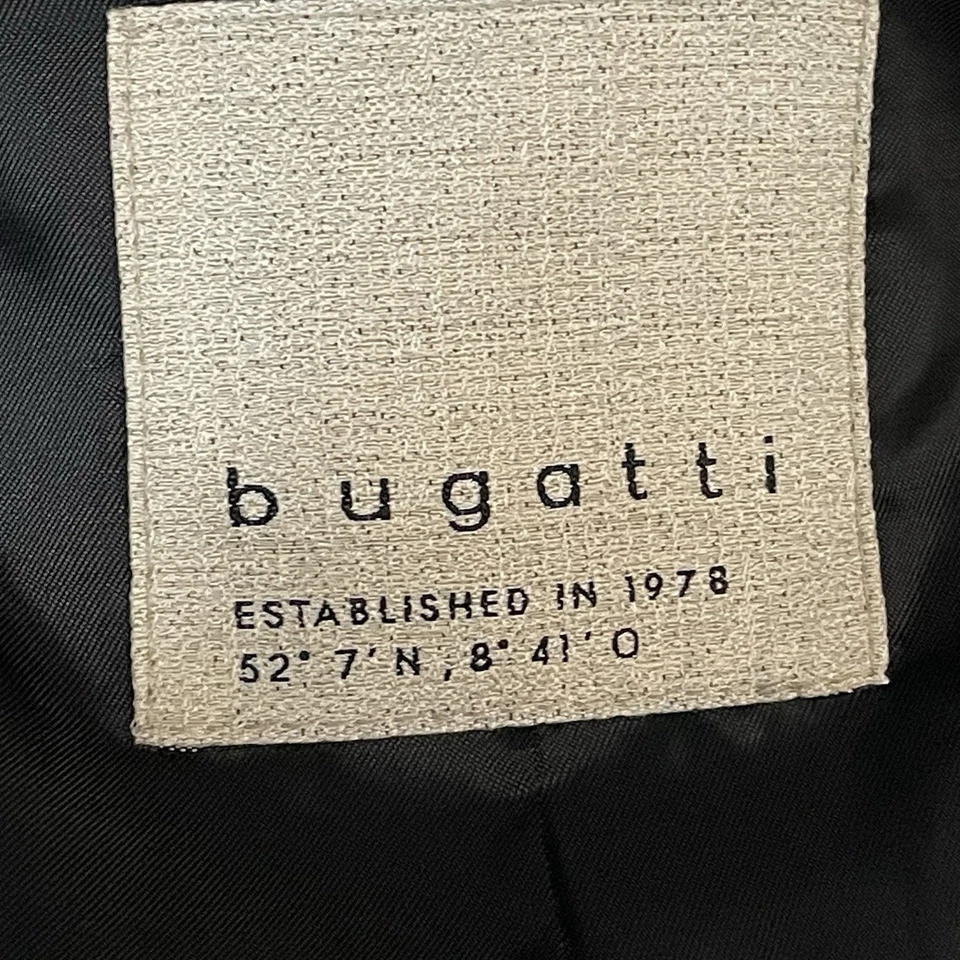 bugatti
ESTABLISHED IN 1978
52° 7' N , 8° 41' O